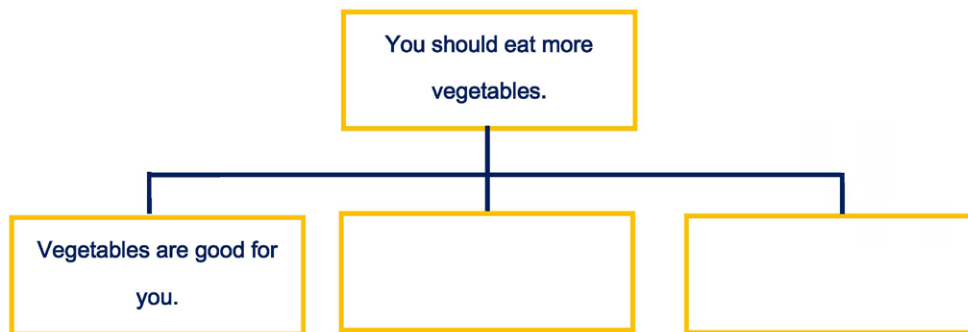 You should eat more
vegetables.
Vegetables are good for
you.